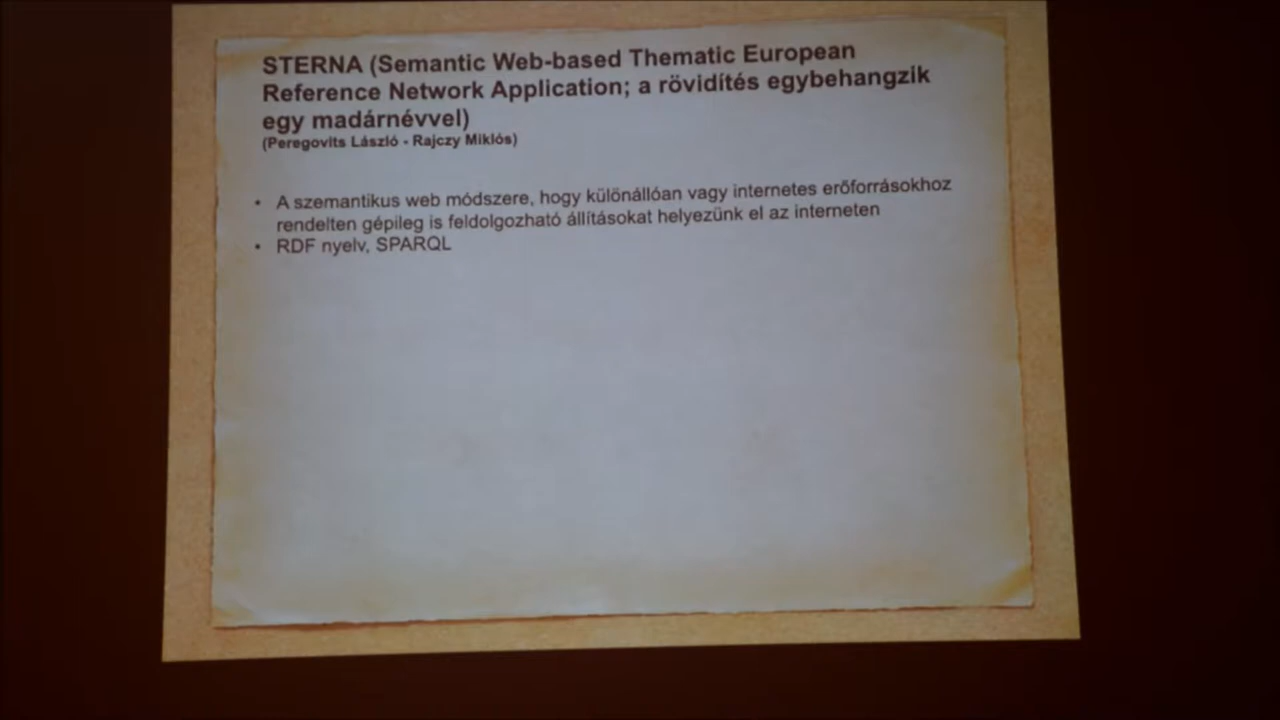 STERNA (Semantic Web-based Thematic European
Reference Network Application; a rövidítés egybehangzik
egy madárnévvel)
(Peregovits László - Rajczy Miklós)
• A szemantikus web módszere, hogy különállóan vagy internetes erőforrásokhoz
rendelten gépileg is feldolgozható állításokat helyezünk el az interneten
• RDF nyelv, SPARQL